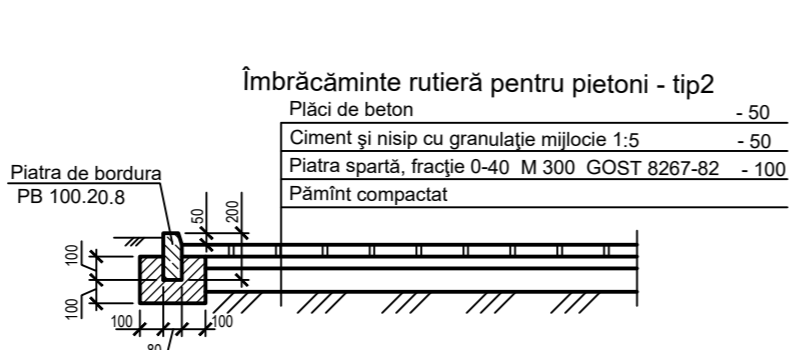 Îmbrăcăminte rutieră pentru pietoni - tip2
Plăci de beton - 50
Ciment şi nisip cu granulaţie mijlocie 1:5 - 50
Piatra spartă, fracţie 0-40 M 300 GOST 8267-82 - 100
Pămînt compactat
Piatra de bordura
PB 100.20.8
50
200
100
100
100
100
80